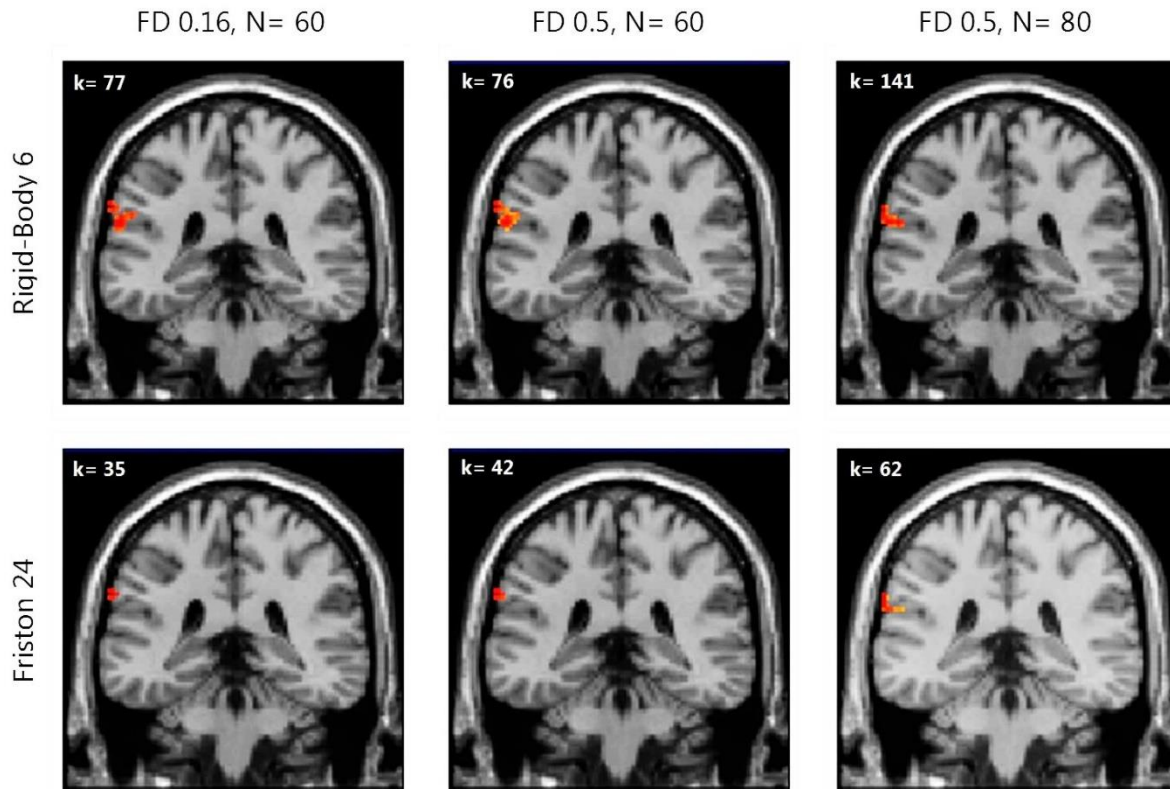 FD 0.16, N= 60
FD 0.5, N= 60
FD 0.5, N= 80
Rigid-Body 6
k= 77
k= 76
k= 141
Friston 24
k= 35
k= 42
k= 62